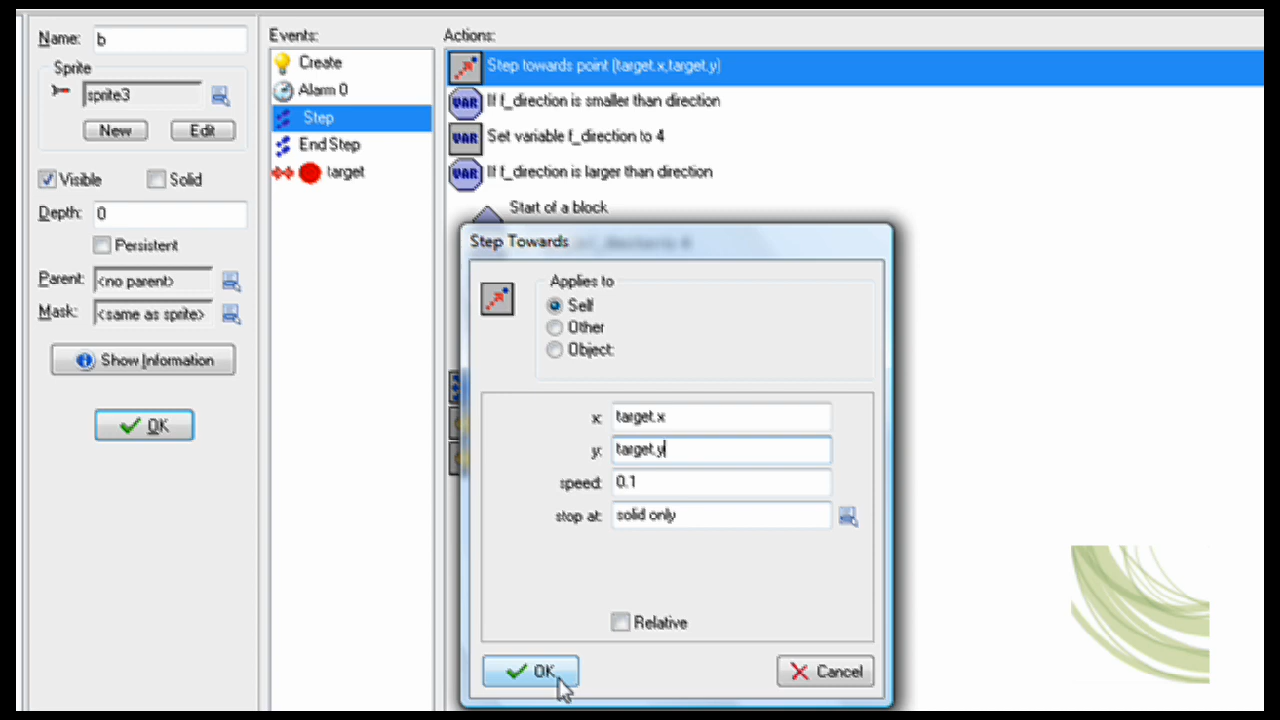 Name: b
Sprite
sprite3
New Edit
Visible Solid
Depth: 0
Persistent
Parent: <no parent>
Mask: <same as sprite>
Show Information
OK
Events:
Create
Alarm 0
Step
End Step
target
Actions:
Step towards point (target.x,target.y)
VAR If f_direction is smaller than direction
VAR Set variable f_direction to 4
VAR If f_direction is larger than direction
Start of a block
Step Towards
Applies to
Self
Other
Object:
x: target.x
y: target.y
speed: 0.1
stop at: solid only
Relative
OK Cancel